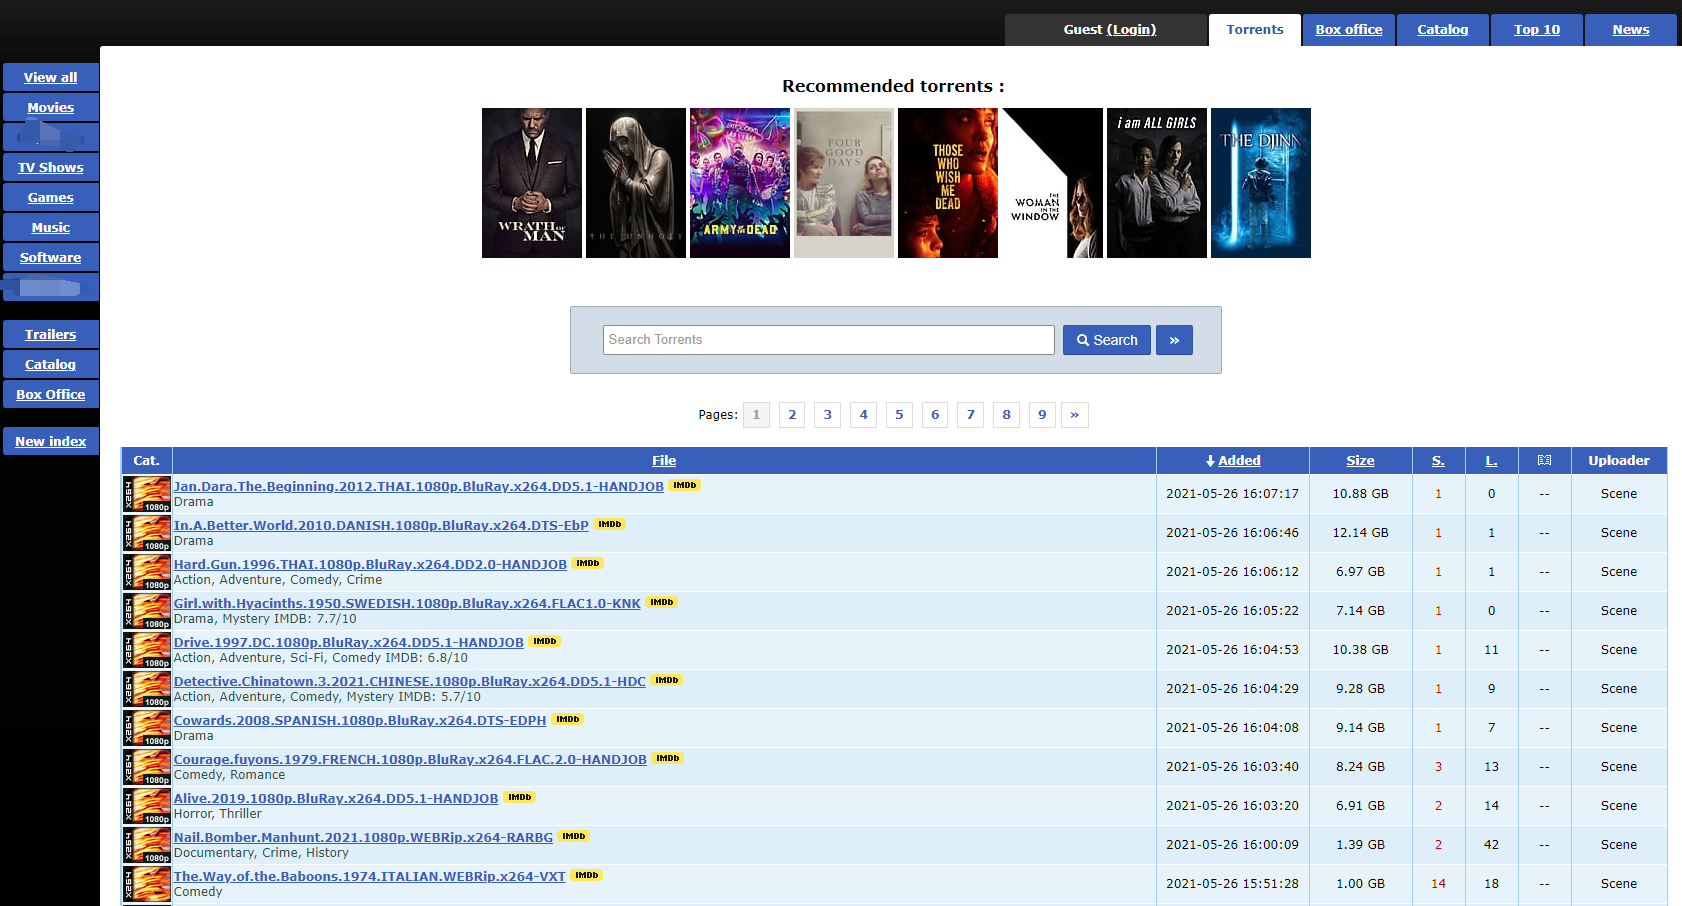 Guest (Login)
Torrents
Box office
Catalog
Top 10
News
View all
Movies
TV Shows
Games
Music
Software
Trailers
Catalog
Box Office
New index
Recommended torrents :
WRATH OF MAN
THE UNHOLY
ARMY OF THE DEAD
FOUR GOOD DAYS
THOSE WHO WISH ME DEAD
THE WOMAN IN THE WINDOW
i am ALL GIRLS
THE DJINN
Search Torrents
Search
»
Pages: 1 2 3 4 5 6 7 8 9 »
Cat. File Added Size S. L. Uploader
x264 1080p Jan.Dara.The.Beginning.2012.THAI.1080p.BluRay.x264.DD5.1-HANDJOB IMDb 2021-05-26 16:07:17 10.88 GB 1 0 -- Scene
Drama
x264 1080p In.A.Better.World.2010.DANISH.1080p.BluRay.x264.DTS-EbP IMDb 2021-05-26 16:06:46 12.14 GB 1 1 -- Scene
Drama
x264 1080p Hard.Gun.1996.THAI.1080p.BluRay.x264.DD2.0-HANDJOB IMDb 2021-05-26 16:06:12 6.97 GB 1 1 -- Scene
Action, Adventure, Comedy, Crime
x264 1080p Girl.with.Hyacinths.1950.SWEDISH.1080p.BluRay.x264.FLAC1.0-KNK IMDb 2021-05-26 16:05:22 7.14 GB 1 0 -- Scene
Drama, Mystery IMDB: 7.7/10
x264 1080p Drive.1997.DC.1080p.BluRay.x264.DD5.1-HANDJOB IMDb 2021-05-26 16:04:53 10.38 GB 1 11 -- Scene
Action, Adventure, Sci-Fi, Comedy IMDB: 6.8/10
x264 1080p Detective.Chinatown.3.2021.CHINESE.1080p.BluRay.x264.DD5.1-HDC IMDb 2021-05-26 16:04:29 9.28 GB 1 9 -- Scene
Action, Adventure, Comedy, Mystery IMDB: 5.7/10
x264 1080p Cowards.2008.SPANISH.1080p.BluRay.x264.DTS-EDPH IMDb 2021-05-26 16:04:08 9.14 GB 1 7 -- Scene
Drama
x264 1080p Courage.fuyons.1979.FRENCH.1080p.BluRay.x264.FLAC.2.0-HANDJOB IMDb 2021-05-26 16:03:40 8.24 GB 3 13 -- Scene
Comedy, Romance
x264 1080p Alive.2019.1080p.BluRay.x264.DD5.1-HANDJOB IMDb 2021-05-26 16:03:20 6.91 GB 2 14 -- Scene
Horror, Thriller
x264 1080p Nail.Bomber.Manhunt.2021.1080p.WEBRip.x264-RARBG IMDb 2021-05-26 16:00:09 1.39 GB 2 42 -- Scene
Documentary, Crime, History
x264 The.Way.of.the.Baboons.1974.ITALIAN.WEBRip.x264-VXT IMDb 2021-05-26 15:51:28 1.00 GB 14 18 -- Scene
Comedy